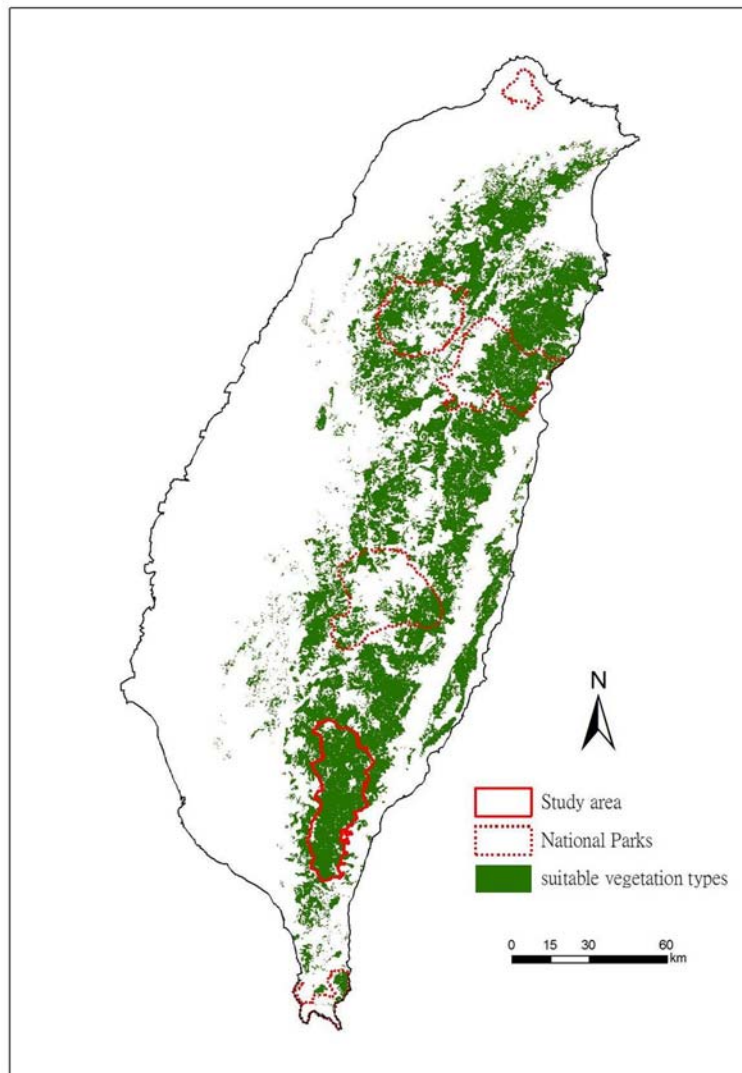 N
Study area
National Parks
suitable vegetation types
0 15 30 60
km